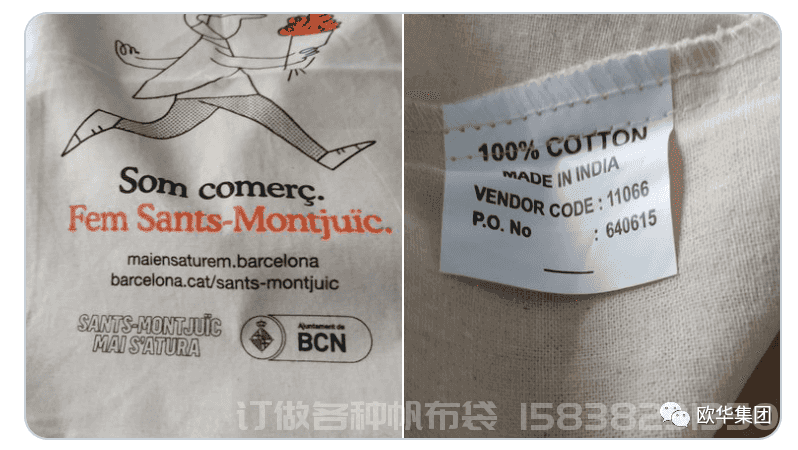 Som comerç.
Fem Sants-Montjuïc.
maiensaturem.barcelona
barcelona.cat/sants-montjuic
SANTS-MONTJUÏC
MAI S'ATURA
Ajuntament de
BCN
100% COTTON
MADE IN INDIA
VENDOR CODE : 11066
P.O. No : 640615
订做各种帆布袋
欧华集团